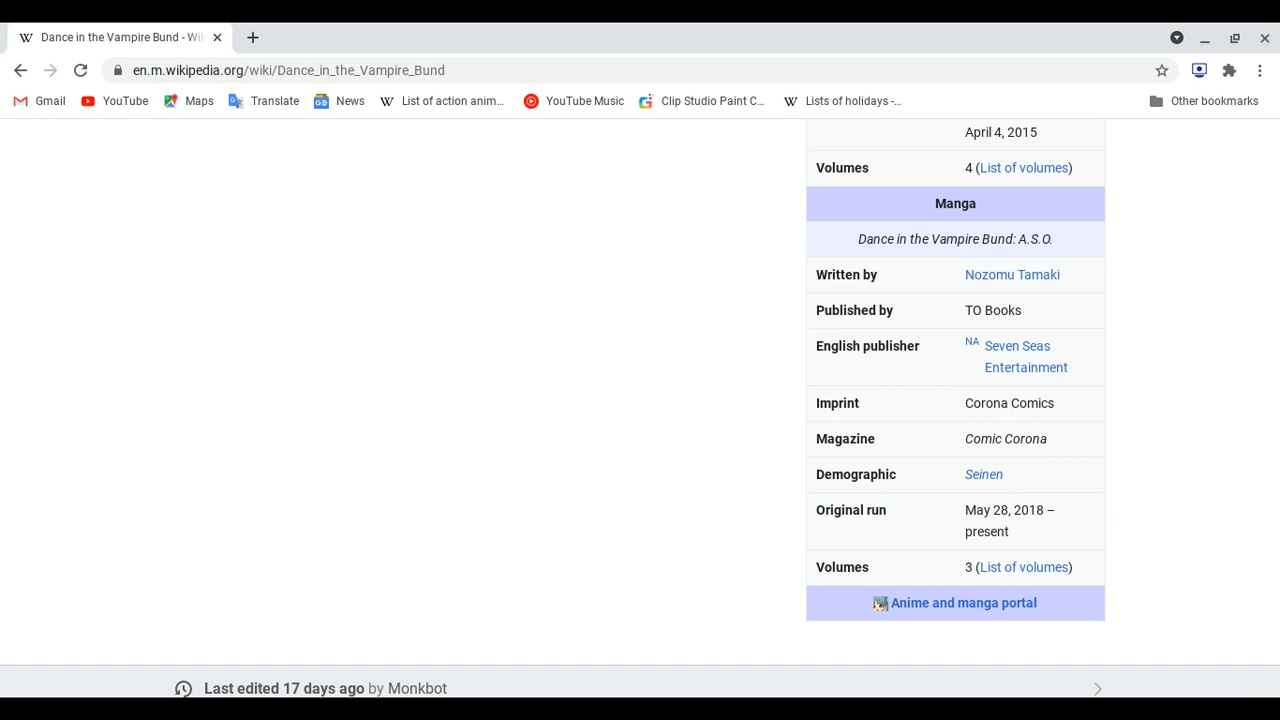 Dance in the Vampire Bund - Wiki
en.m.wikipedia.org/wiki/Dance_in_the_Vampire_Bund
Gmail YouTube Maps Translate News List of action anim... YouTube Music Clip Studio Paint C... Lists of holidays -... Other bookmarks
April 4, 2015
Volumes 4 (List of volumes)
Manga
Dance in the Vampire Bund: A.S.O.
Written by Nozomu Tamaki
Published by TO Books
English publisher NA Seven Seas
Entertainment
Imprint Corona Comics
Magazine Comic Corona
Demographic Seinen
Original run May 28, 2018 –
present
Volumes 3 (List of volumes)
Anime and manga portal
Last edited 17 days ago by Monkbot